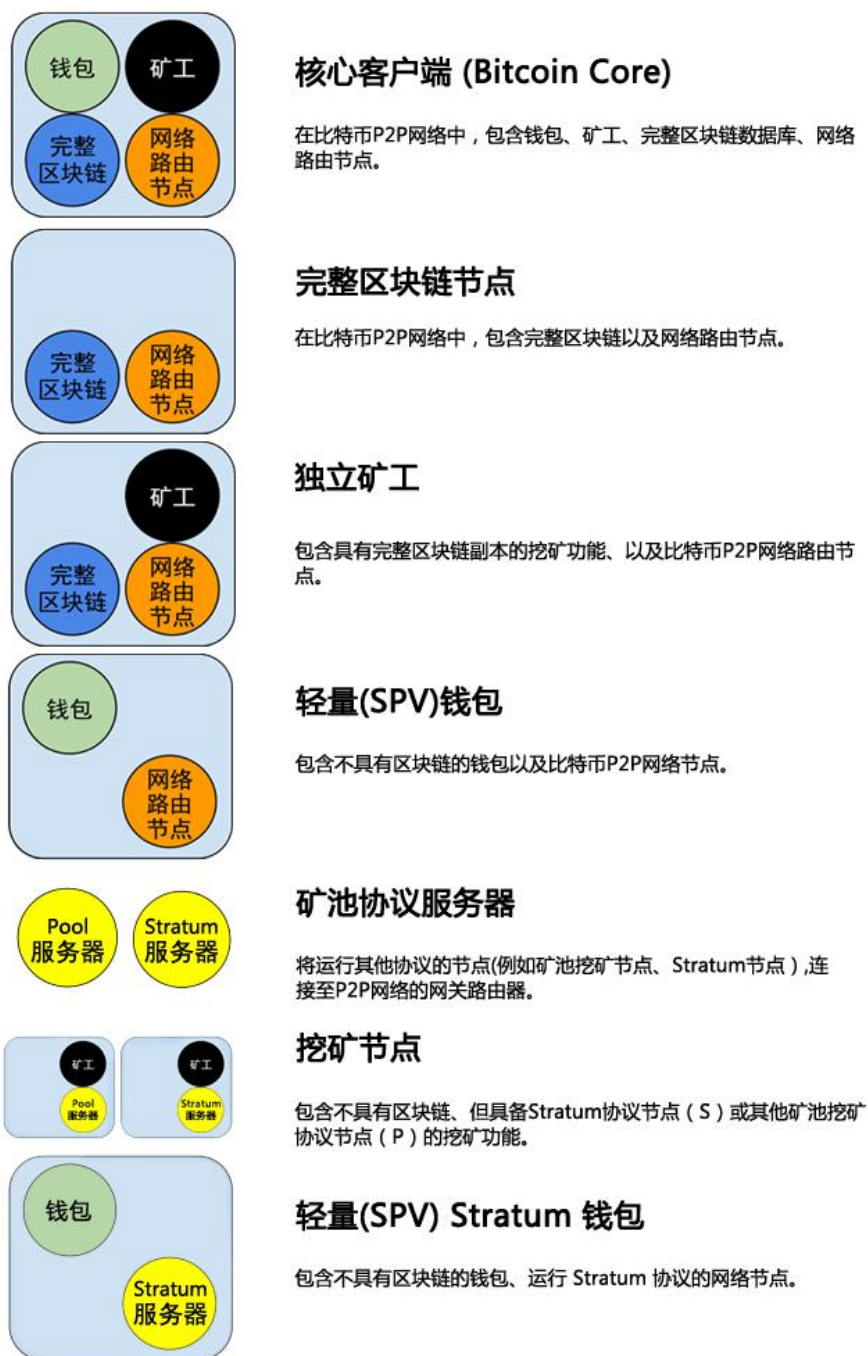 钱包
矿工
完整
区块链
网络
路由
节点
核心客户端 (Bitcoin Core)
在比特币P2P网络中，包含钱包、矿工、完整区块链数据库、网络
路由节点。
完整
区块链
网络
路由
节点
完整区块链节点
在比特币P2P网络中，包含完整区块链以及网络路由节点。
矿工
完整
区块链
网络
路由
节点
独立矿工
包含具有完整区块链副本的挖矿功能、以及比特币P2P网络路由节
点。
钱包
网络
路由
节点
轻量(SPV)钱包
包含不具有区块链的钱包以及比特币P2P网络节点。
Pool
服务器
Stratum
服务器
矿池协议服务器
将运行其他协议的节点(例如矿池挖矿节点、Stratum节点）,连
接至P2P网络的网关路由器。
矿工
Pool
服务器
矿工
Stratum
服务器
挖矿节点
包含不具有区块链、但具备Stratum协议节点（S）或其他矿池挖矿
协议节点（P）的挖矿功能。
钱包
Stratum
服务器
轻量(SPV) Stratum 钱包
包含不具有区块链的钱包、运行 Stratum 协议的网络节点。